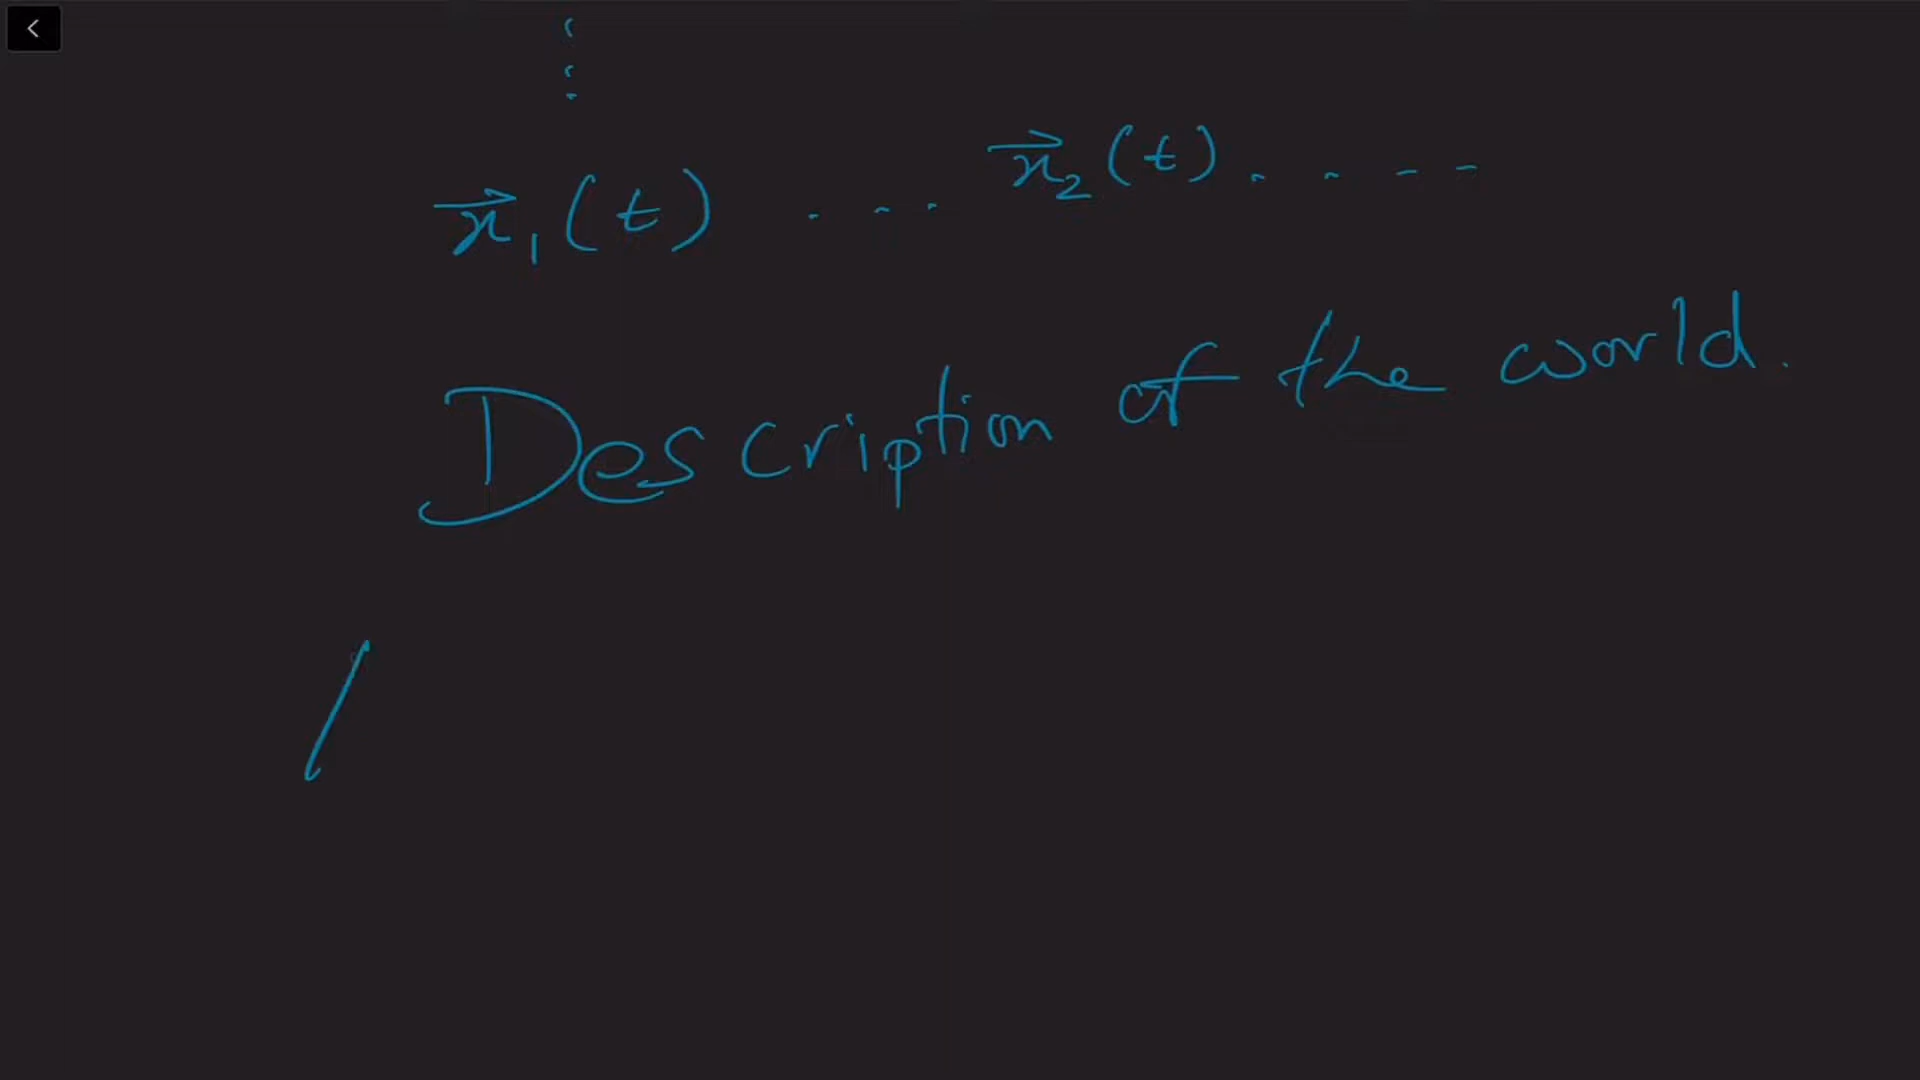 x⃗₁(t) ... x⃗₂(t) ....
Description of the world.